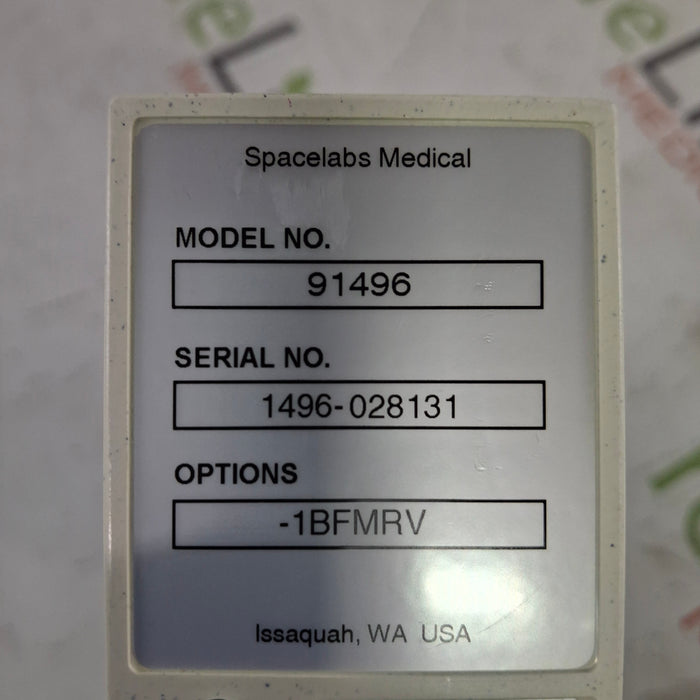 Spacelabs Medical
MODEL NO.
91496
SERIAL NO.
1496-028131
OPTIONS
-1BFMRV
Issaquah, WA USA